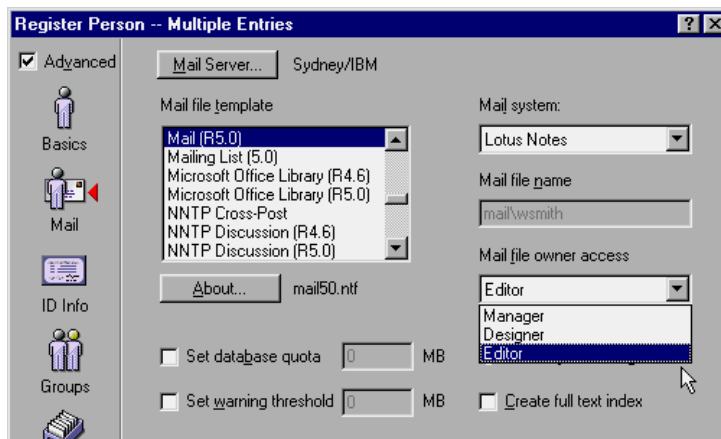 Register Person -- Multiple Entries
Advanced
Basics
Mail
ID Info
Groups
Mail Server... Sydney/IBM
Mail file template
Mail (R5.0)
Mailing List (5.0)
Microsoft Office Library (R4.6)
Microsoft Office Library (R5.0)
NNTP Cross-Post
NNTP Discussion (R4.6)
NNTP Discussion (R5.0)
About... mail50.ntf
Set database quota 0 MB
Set warning threshold 0 MB
Mail system:
Lotus Notes
Mail file name
mail\wsmith
Mail file owner access
Editor
Manager
Designer
Editor
Create full text index